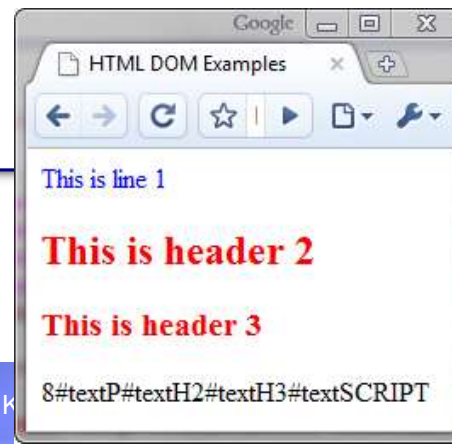 Google
HTML DOM Examples
This is line 1
This is header 2
This is header 3
8#textP#textH2#textH3#textSCRIPT
K